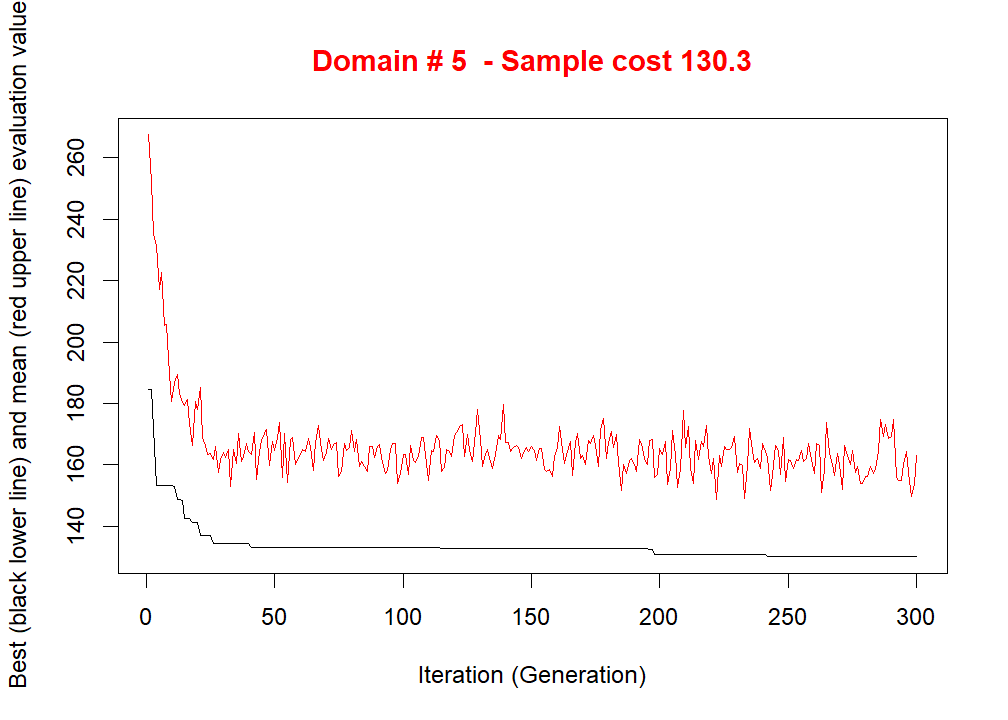 Domain # 5  - Sample cost 130.3
Best (black lower line) and mean (red upper line) evaluation value
260
240
220
200
180
160
140
0 50 100 150 200 250 300
Iteration (Generation)